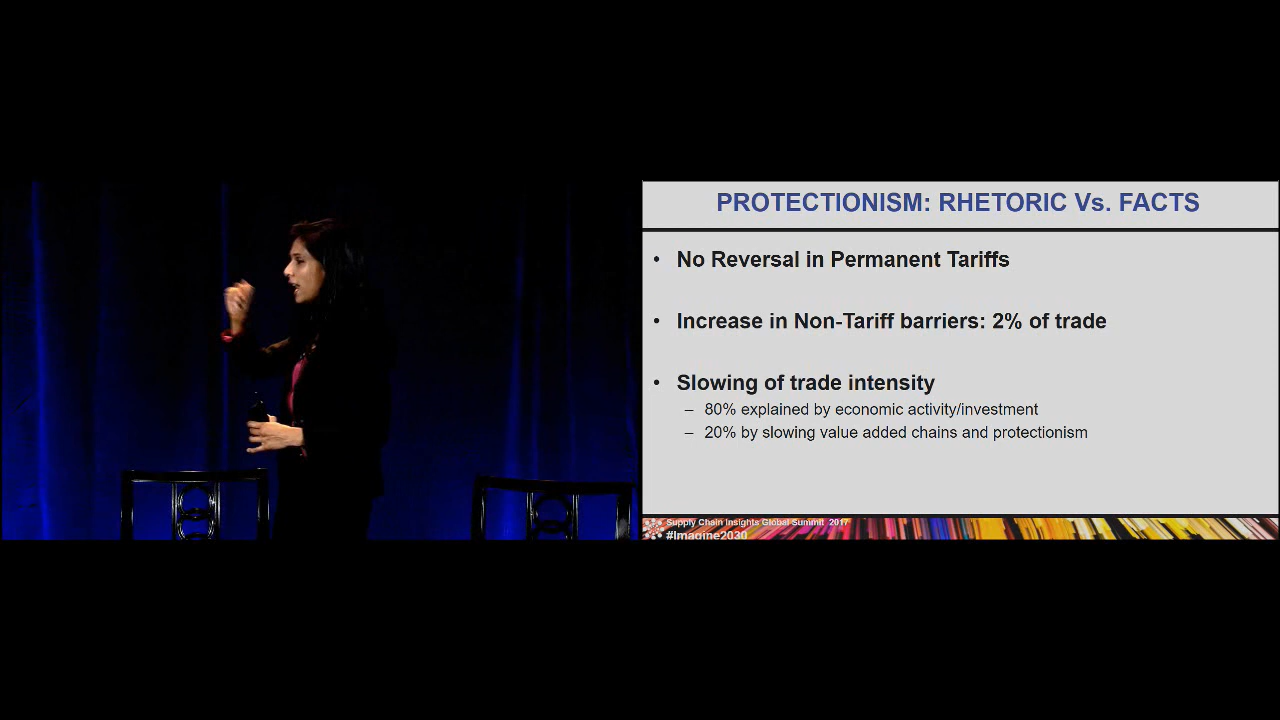 PROTECTIONISM: RHETORIC Vs. FACTS
• No Reversal in Permanent Tariffs
• Increase in Non-Tariff barriers: 2% of trade
• Slowing of trade intensity
– 80% explained by economic activity/investment
– 20% by slowing value added chains and protectionism
Supply Chain Insights Global Summit 2017
#Imagine2030